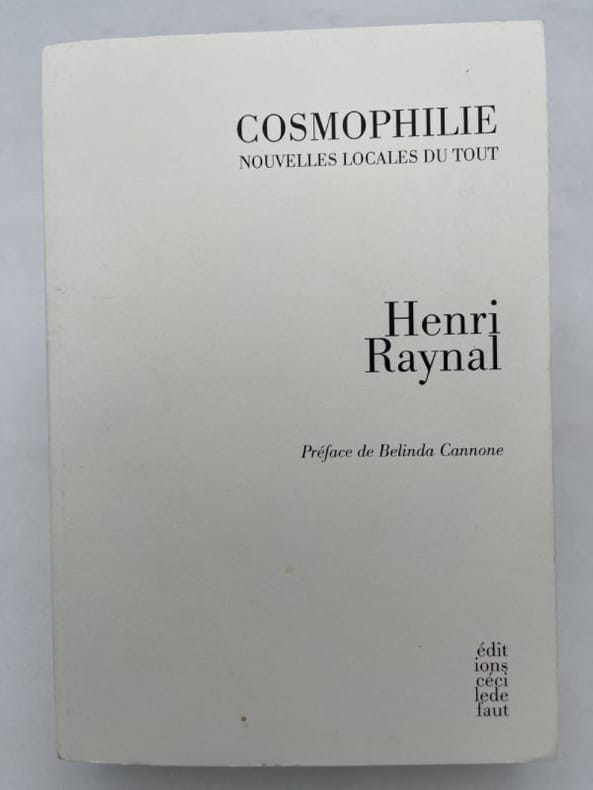 COSMOPHILIE
NOUVELLES LOCALES DU TOUT
Henri
Raynal
Préface de Belinda Cannone
édit
ions
céci
lede
faut